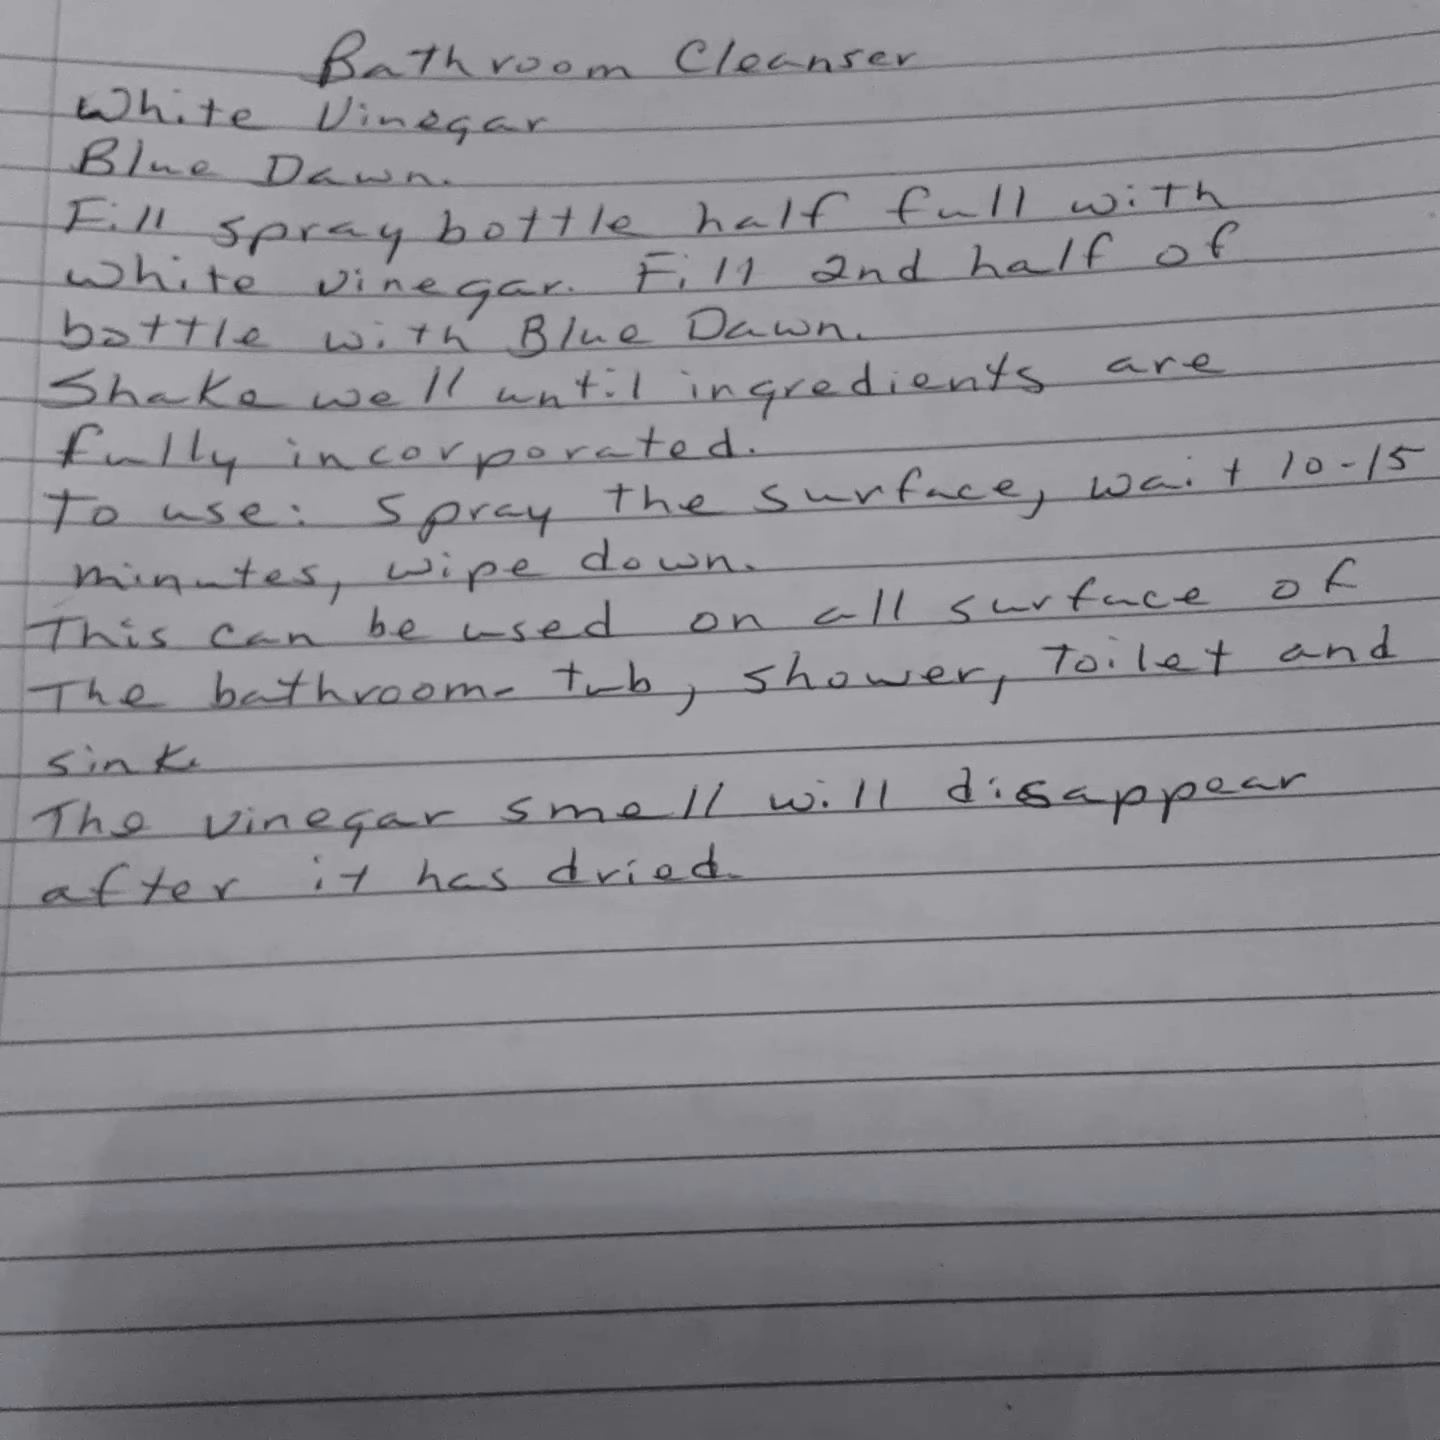 Bathroom Cleanser
White Vinegar
Blue Dawn.
Fill spray bottle half full with
white vinegar. Fill 2nd half of
bottle with Blue Dawn.
Shake well until ingredients are
fully incorporated.
To use: Spray the surface, wait 10-15
minutes, wipe down.
This can be used on all surface of
The bathroom- tub, shower, Toilet and
sink.
The vinegar smell will disappear
after it has dried.